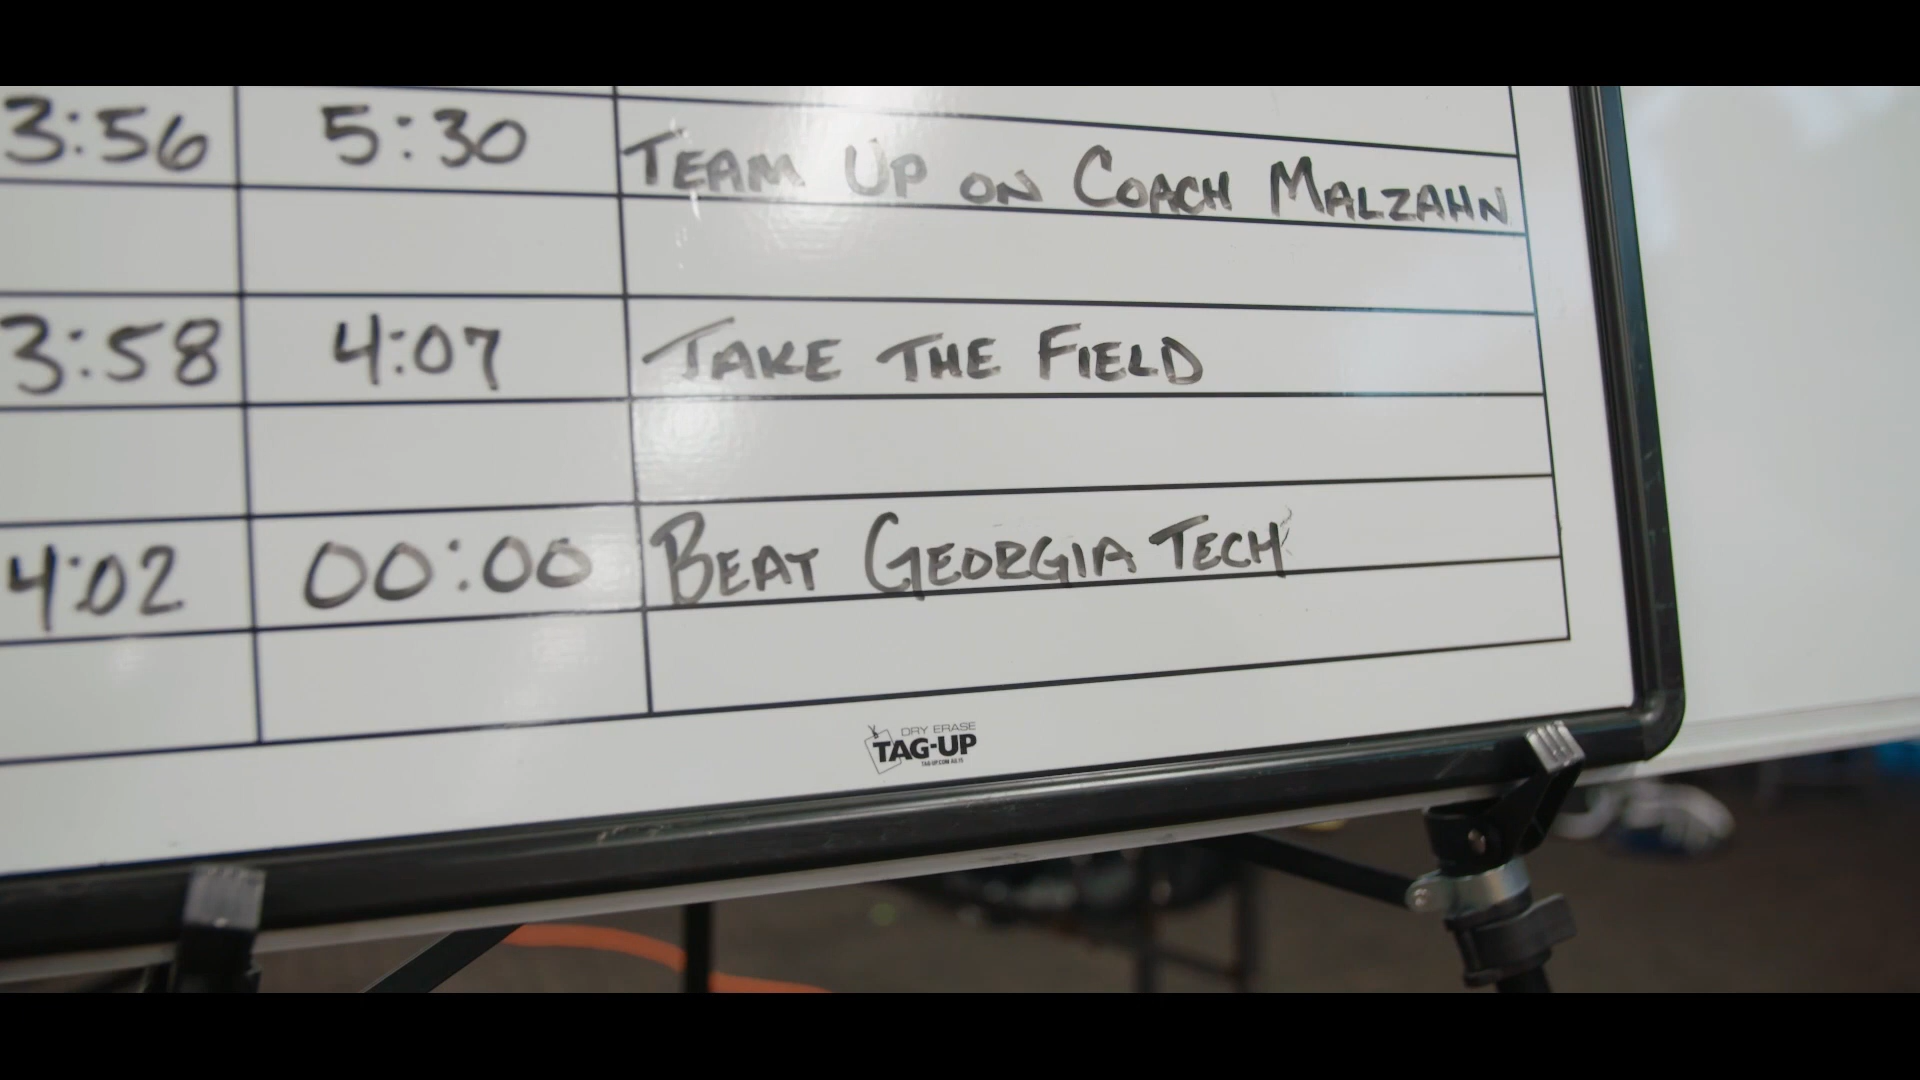 3:56 5:30 TEAM UP ON COACH MALZAHN
3:58 4:07 TAKE THE FIELD
4:02 00:00 BEAT GEORGIA TECH
DRY ERASE
TAG-UP